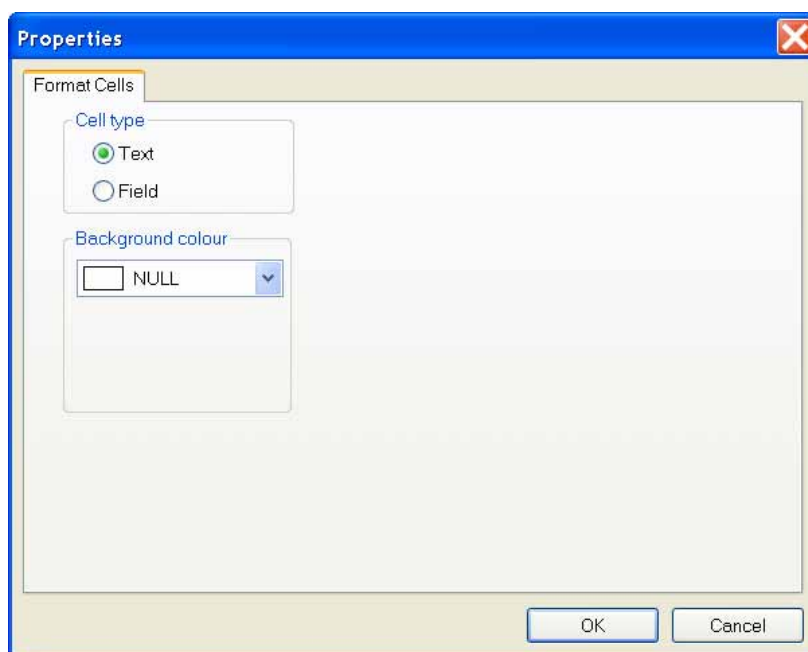 Properties
Format Cells
Cell type
Text
Field
Background colour
NULL
OK
Cancel